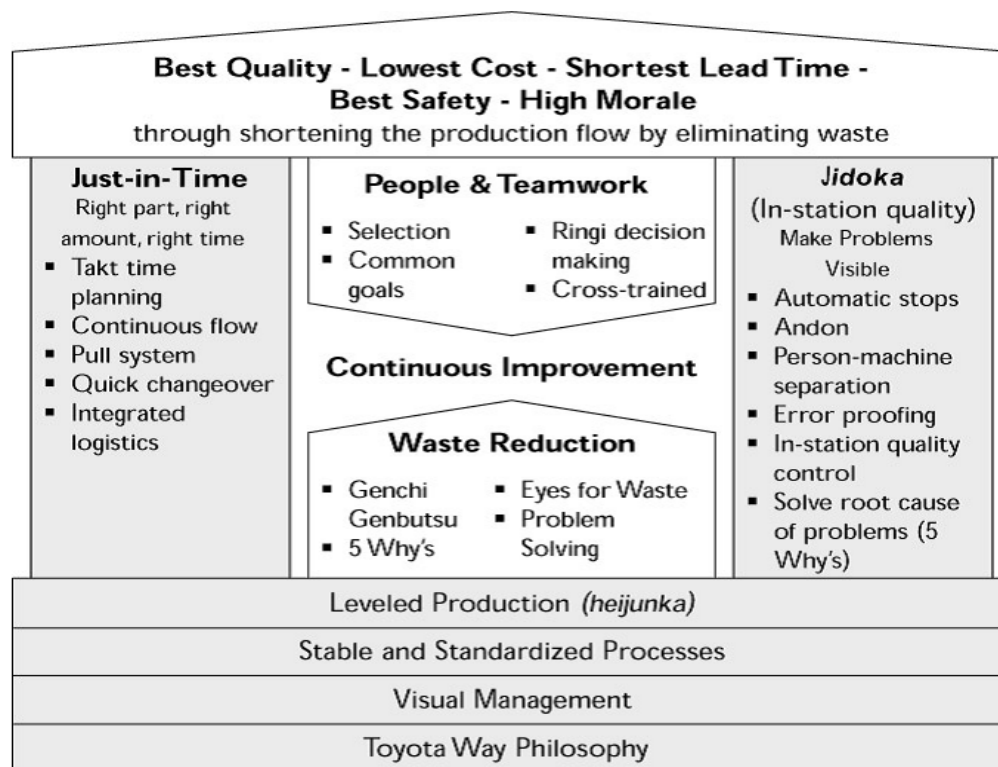 Best Quality - Lowest Cost - Shortest Lead Time -
Best Safety - High Morale
through shortening the production flow by eliminating waste
Just-in-Time
Right part, right
amount, right time
▪ Takt time
planning
▪ Continuous flow
▪ Pull system
▪ Quick changeover
▪ Integrated
logistics
People & Teamwork
▪ Selection
▪ Common
goals
▪ Ringi decision
making
▪ Cross-trained
Continuous Improvement
Waste Reduction
▪ Genchi
Genbutsu
▪ 5 Why's
▪ Eyes for Waste
▪ Problem
Solving
Jidoka
(In-station quality)
Make Problems
Visible
▪ Automatic stops
▪ Andon
▪ Person-machine
separation
▪ Error proofing
▪ In-station quality
control
▪ Solve root cause
of problems (5
Why's)
Leveled Production (heijunka)
Stable and Standardized Processes
Visual Management
Toyota Way Philosophy